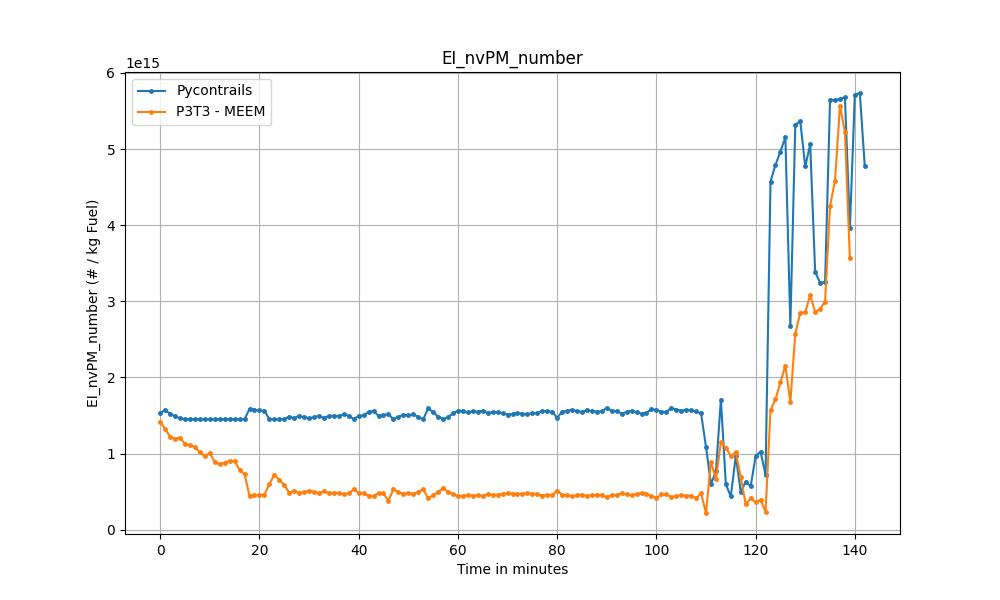 EI_nvPM_number
1e15
Pycontrails
P3T3 - MEEM
EI_nvPM_number (# / kg Fuel)
6
5
4
3
2
1
0
0 20 40 60 80 100 120 140
Time in minutes